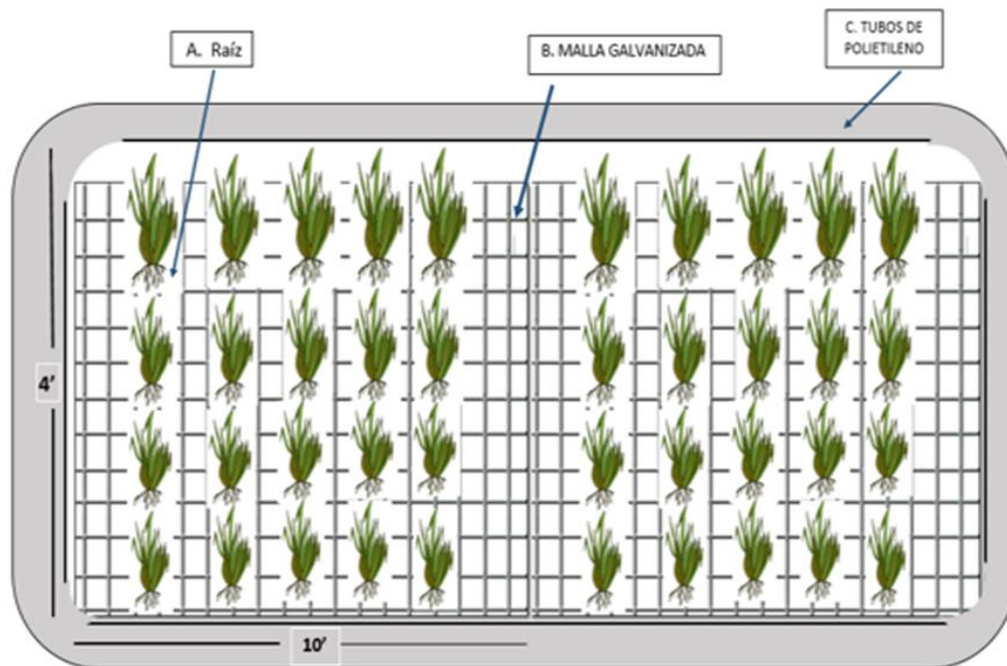 A. Raíz
B. MALLA GALVANIZADA
C. TUBOS DE
POLIETILENO
4'
10'